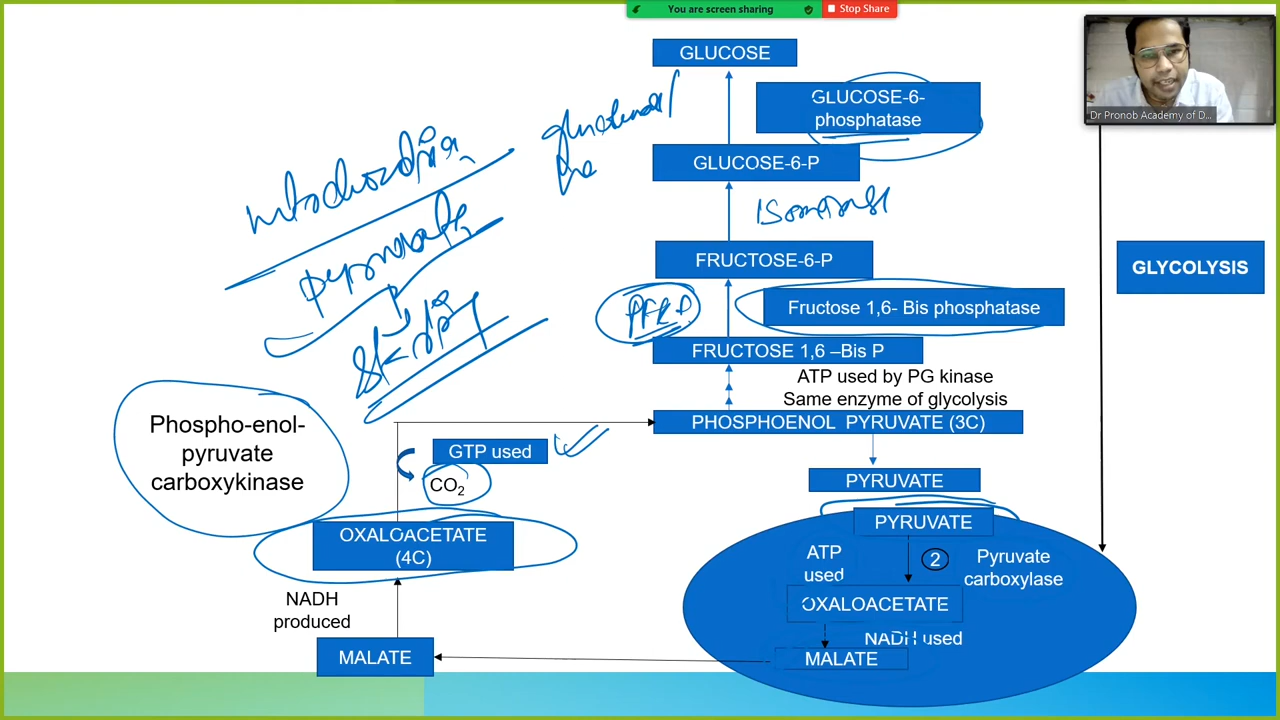 You are screen sharing
Stop Share
GLUCOSE
GLUCOSE-6-
phosphatase
Dr Pronob Academy of D...
GLUCOSE-6-P
FRUCTOSE-6-P
GLYCOLYSIS
Fructose 1,6- Bis phosphatase
FRUCTOSE 1,6 –Bis P
ATP used by PG kinase
Same enzyme of glycolysis
PHOSPHOENOL PYRUVATE (3C)
Phospho-enol-
pyruvate
carboxykinase
GTP used
CO2
PYRUVATE
PYRUVATE
OXALOACETATE
(4C)
ATP
used
2
Pyruvate
carboxylase
OXALOACETATE
NADH
produced
NADH used
MALATE
MALATE
mitochondria